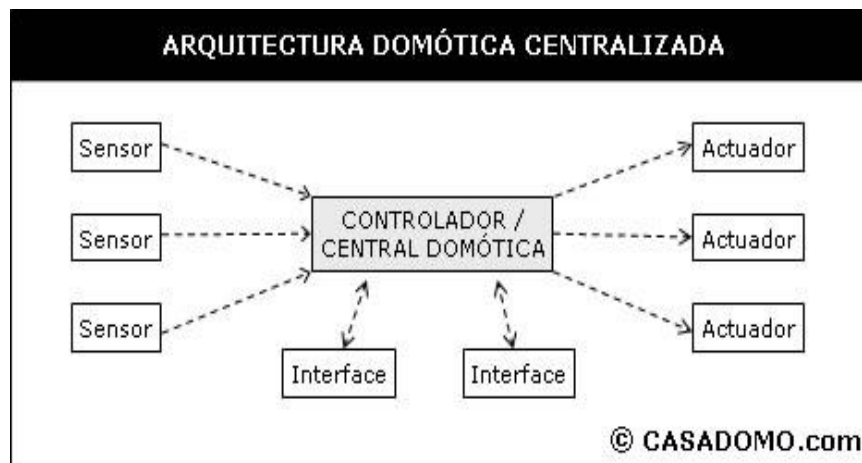 ARQUITECTURA DOMÓTICA CENTRALIZADA
Sensor
Actuador
Sensor
CONTROLADOR /
CENTRAL DOMÓTICA
Actuador
Sensor
Actuador
Interface
Interface
© CASADOMO.com